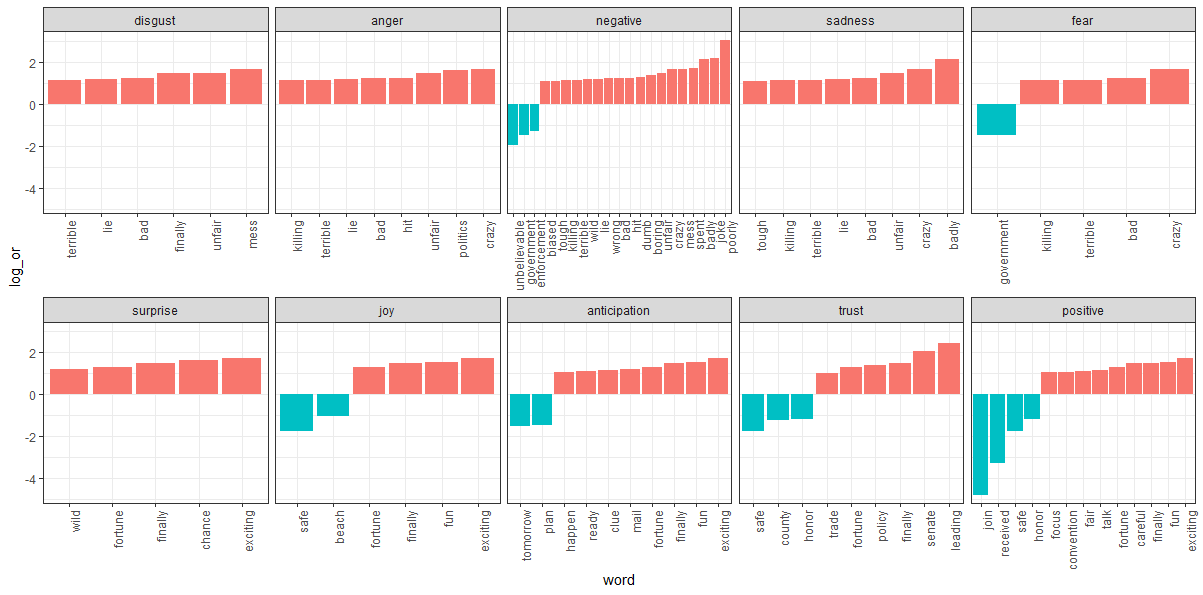 disgust anger negative sadness fear
2
0
-2
-4
terrible lie bad finally unfair mess
killing terrible lie bad hit unfair politics crazy
unbelievable government enforcement biased tough killing terrible wild lie wrong bad hit dumb boring unfair crazy mess spent badly joke poorly
tough killing terrible lie bad unfair crazy badly
government killing terrible bad crazy
log_or
surprise joy anticipation trust positive
2
0
-2
-4
wild fortune finally chance exciting
safe beach fortune finally fun exciting
tomorrow plan happen ready clue mail fortune finally fun exciting
safe county honor trade fortune policy finally senate leading
join received safe honor focus convention fair talk fortune careful finally fun exciting
word